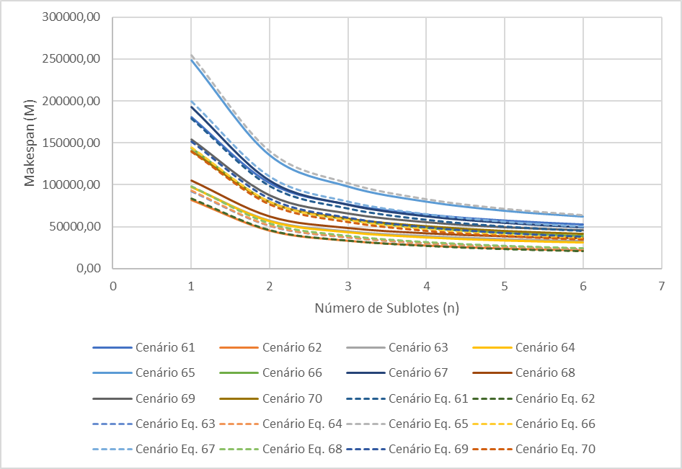 300000,00
250000,00
200000,00
150000,00
100000,00
50000,00
0,00
Makespan (M)
0 1 2 3 4 5 6 7
Número de Sublotes (n)
Cenário 61 Cenário 62 Cenário 63 Cenário 64
Cenário 65 Cenário 66 Cenário 67 Cenário 68
Cenário 69 Cenário 70 Cenário Eq. 61 Cenário Eq. 62
Cenário Eq. 63 Cenário Eq. 64 Cenário Eq. 65 Cenário Eq. 66
Cenário Eq. 67 Cenário Eq. 68 Cenário Eq. 69 Cenário Eq. 70